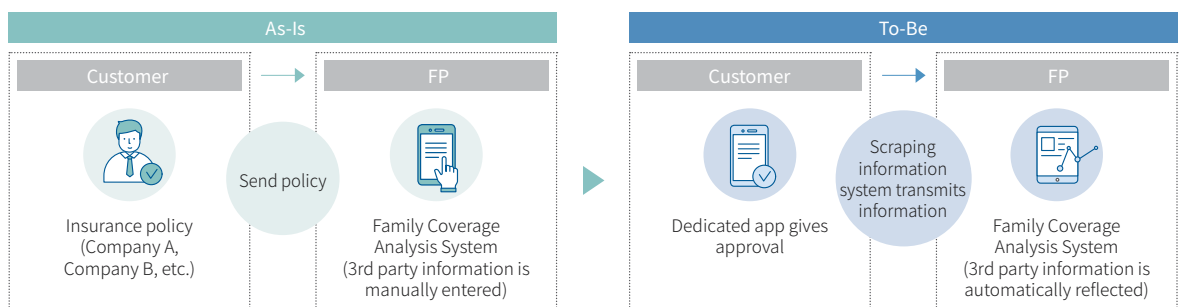 As-Is
Customer
FP
Send policy
Insurance policy
(Company A,
Company B, etc.)
Family Coverage
Analysis System
(3rd party information is
manually entered)
To-Be
Customer
FP
Scraping
information
system transmits
information
Dedicated app gives
approval
Family Coverage
Analysis System
(3rd party information is
automatically reflected)